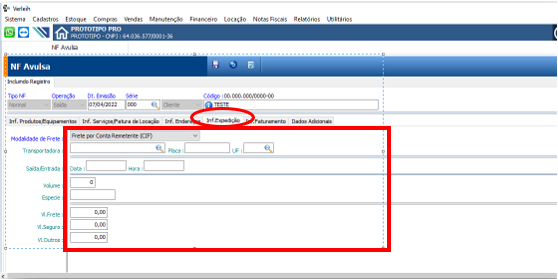 Verleih
Sistema Cadastros Estoque Compras Vendas Manutenção Financeiro Locação Notas Fiscais Gráficos Relatórios Utilitários
PROTOTIPO PRO
PROTOTIPO - CNPJ : 64.036.377/0001-36
NF Avulsa
NF Avulsa
Incluindo Registro
Tipo NF Operação Dt. Emissão Série Código : 00.000.000/0000-00
Normal Saída 07/04/2022 000 Cliente TESTE
Inf. Produtos/Equipamentos Inf. Serviços/Fatura de Locação Inf. Endereços Inf.Expedição Inf.Faturamento Dados Adicionais
Modalidade de Frete : Frete por Conta Remetente (CIF)
Transportadora : Placa : UF :
Saída/Entrada : Data : Hora :
Volume : 0
Especie :
Vl.Frete : 0,00
Vl.Seguro : 0,00
Vl.Outros : 0,00